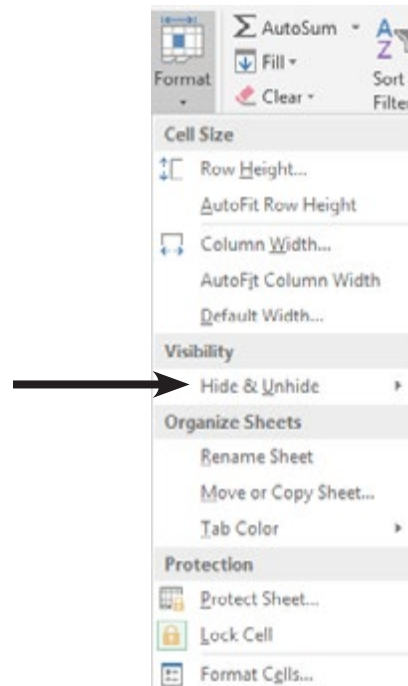 AutoSum
Fill
Clear
Format
A
Z
Sort
Filter
Cell Size
Row Height...
AutoFit Row Height
Column Width...
AutoFit Column Width
Default Width...
Visibility
Hide & Unhide
Organize Sheets
Rename Sheet
Move or Copy Sheet...
Tab Color
Protection
Protect Sheet...
Lock Cell
Format Cells...